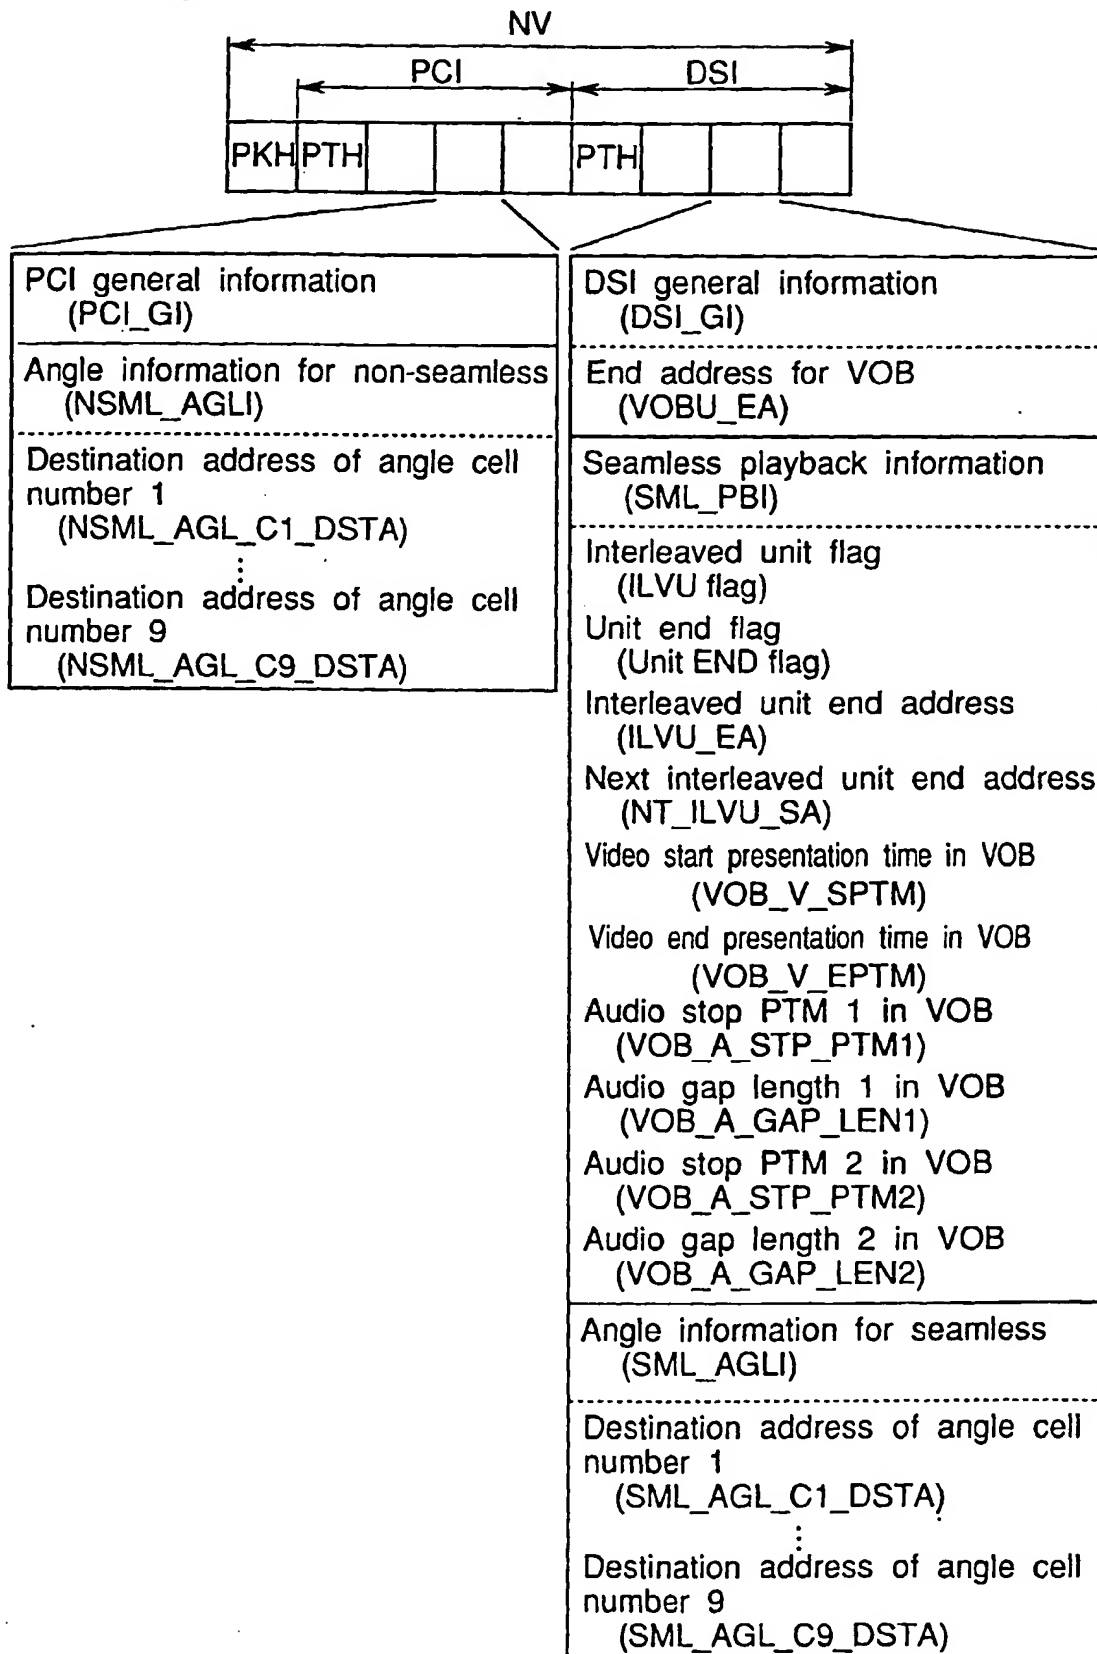 NV
PCI
DSI
PKH PTH PTH
PCI general information
(PCI_GI)
Angle information for non-seamless
(NSML_AGLI)
Destination address of angle cell
number 1
(NSML_AGL_C1_DSTA)
⋮
Destination address of angle cell
number 9
(NSML_AGL_C9_DSTA)
DSI general information
(DSI_GI)
End address for VOB
(VOBU_EA)
Seamless playback information
(SML_PBI)
Interleaved unit flag
(ILVU flag)
Unit end flag
(Unit END flag)
Interleaved unit end address
(ILVU_EA)
Next interleaved unit end address
(NT_ILVU_SA)
Video start presentation time in VOB
(VOB_V_SPTM)
Video end presentation time in VOB
(VOB_V_EPTM)
Audio stop PTM 1 in VOB
(VOB_A_STP_PTM1)
Audio gap length 1 in VOB
(VOB_A_GAP_LEN1)
Audio stop PTM 2 in VOB
(VOB_A_STP_PTM2)
Audio gap length 2 in VOB
(VOB_A_GAP_LEN2)
Angle information for seamless
(SML_AGLI)
Destination address of angle cell
number 1
(SML_AGL_C1_DSTA)
⋮
Destination address of angle cell
number 9
(SML_AGL_C9_DSTA)